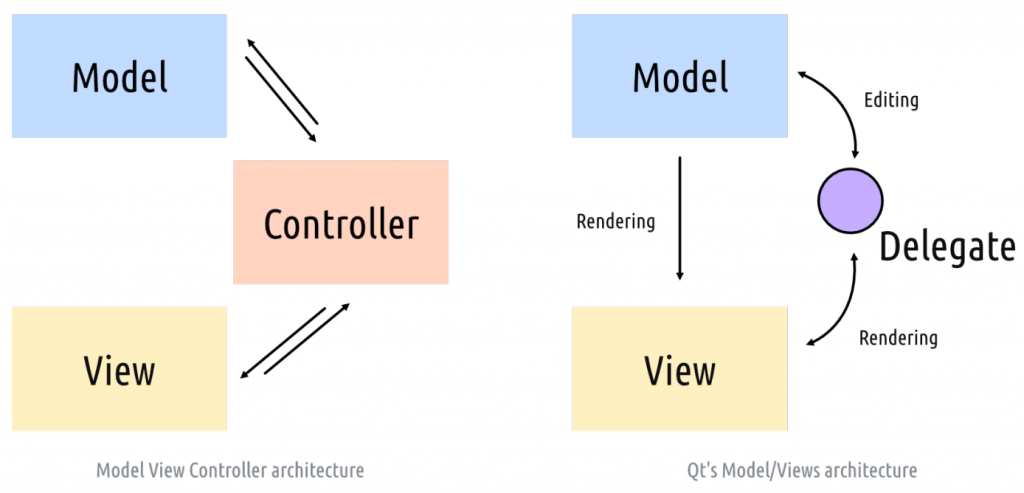 Model
Controller
View
Model View Controller architecture
Model
Editing
Rendering
Delegate
Rendering
View
Qt's Model/Views architecture